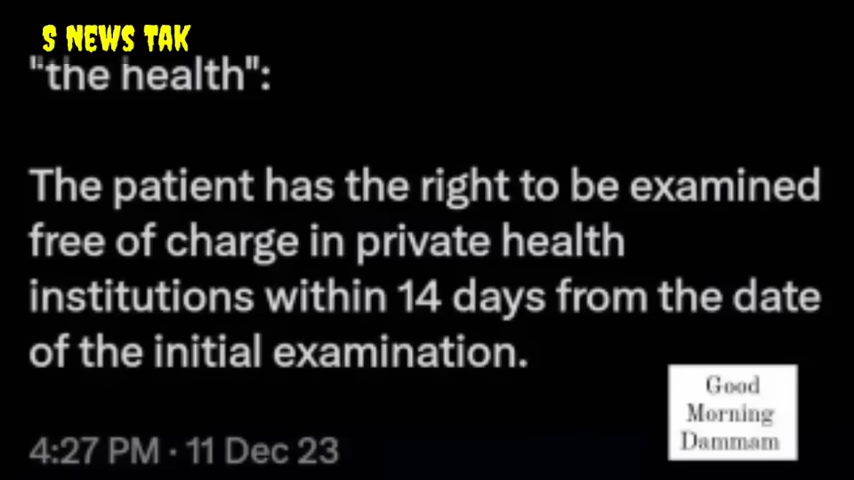 S NEWS TAK
"the health":
The patient has the right to be examined
free of charge in private health
institutions within 14 days from the date
of the initial examination.
Good
Morning
Dammam
4:27 PM · 11 Dec 23